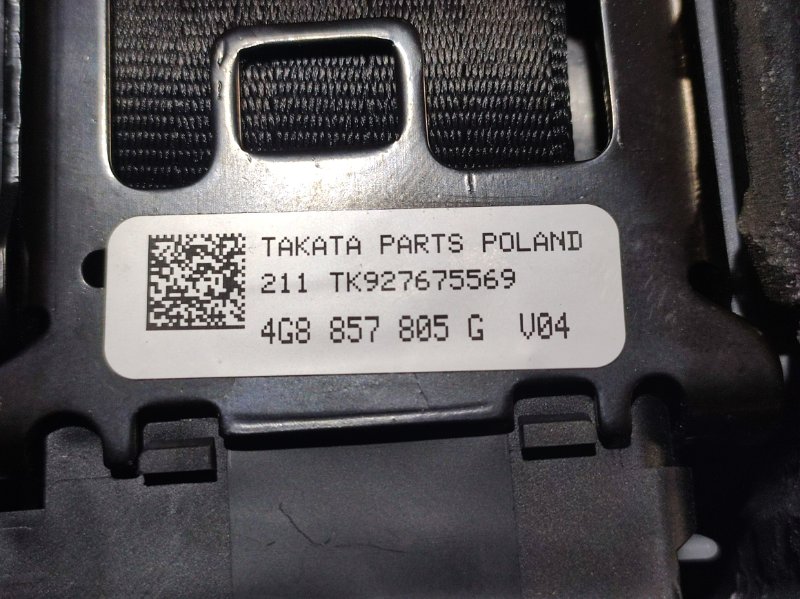 TAKATA PARTS POLAND
211 TK927675569
4G8 857 805 G V04